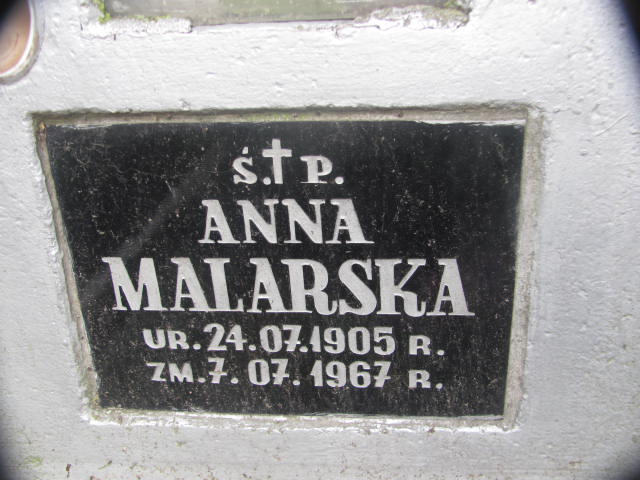 Ś.†P.
ANNA
MALARSKA
UR. 24.07.1905 R.
ZM. 7. 07. 1967 R.